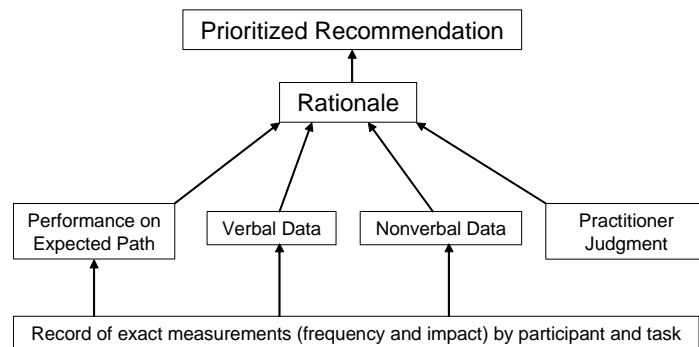 Prioritized Recommendation
Rationale
Performance on
Expected Path
Verbal Data
Nonverbal Data
Practitioner
Judgment
Record of exact measurements (frequency and impact) by participant and task